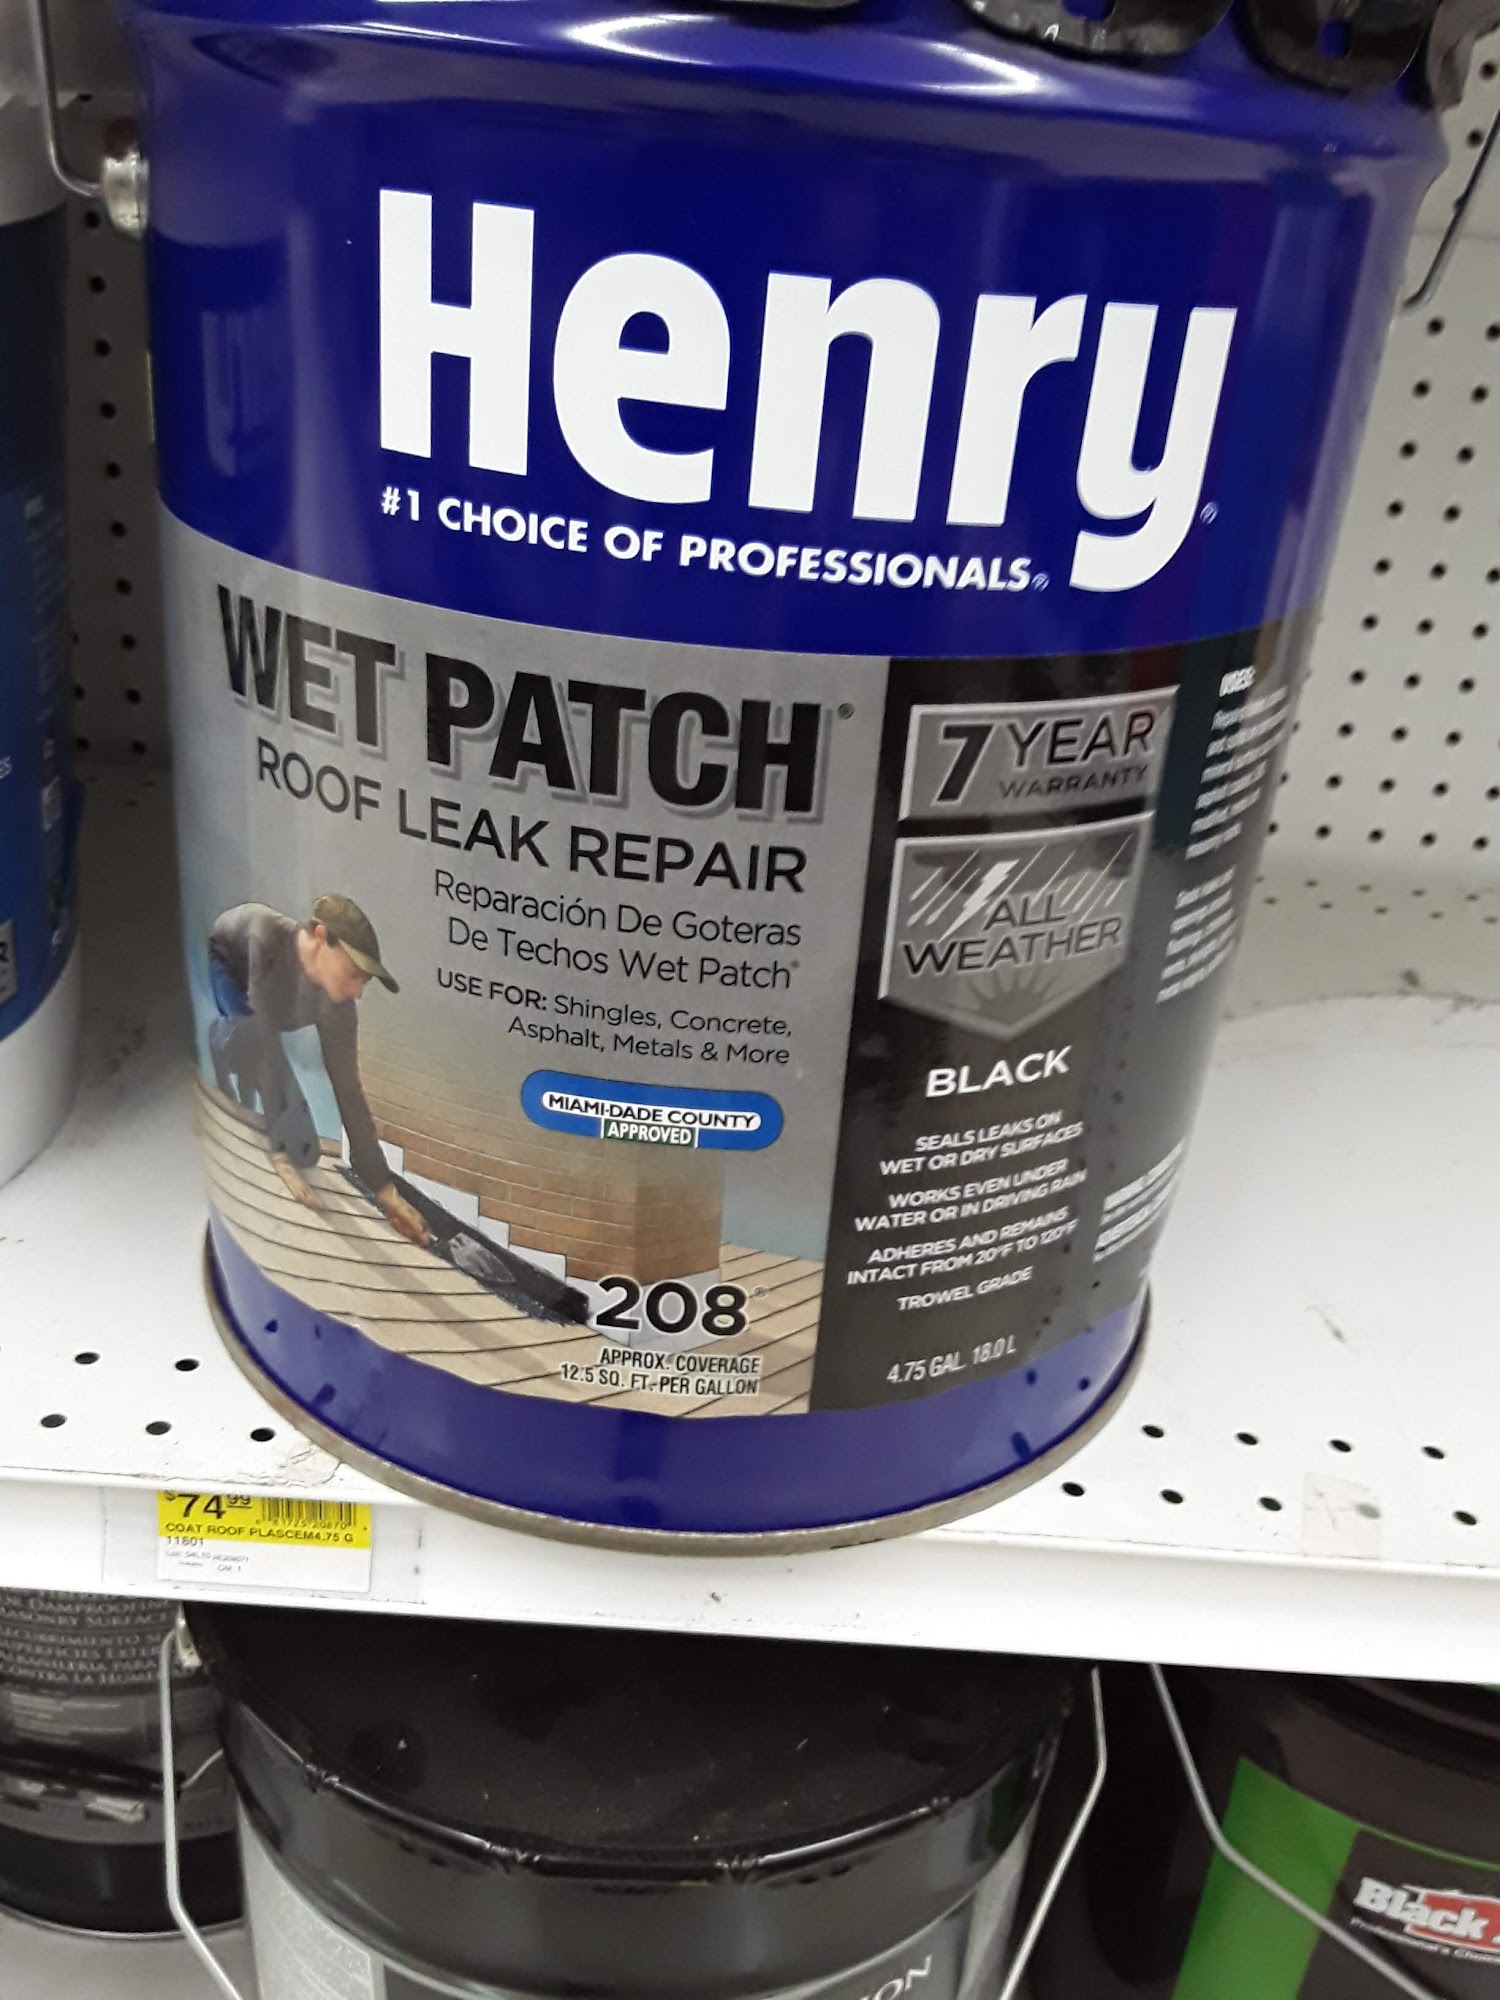 Henry®
#1 CHOICE OF PROFESSIONALS®
WET PATCH®
ROOF LEAK REPAIR
Reparación De Goteras
De Techos Wet Patch®
USE FOR: Shingles, Concrete,
Asphalt, Metals & More
MIAMI-DADE COUNTY
APPROVED
208®
APPROX. COVERAGE
12.5 SQ. FT. PER GALLON
7 YEAR
WARRANTY
ALL
WEATHER
BLACK
SEALS LEAKS ON
WET OR DRY SURFACES
WORKS EVEN UNDER
WATER OR IN DRIVING RAIN
ADHERES AND REMAINS
INTACT FROM 20°F TO 120°F
TROWEL GRADE
4.75 GAL 18.0 L
USES:
$74.99
COAT ROOF PLASCEM4.75 G
11801
Black